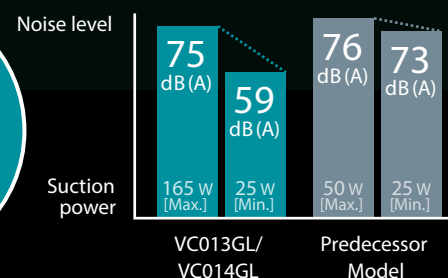 Noise level
75
dB (A)
59
dB (A)
76
dB (A)
73
dB (A)
Suction
power
165 W
[Max.]
25 W
[Min.]
50 W
[Max.]
25 W
[Min.]
VC013GL/
VC014GL
Predecessor
Model